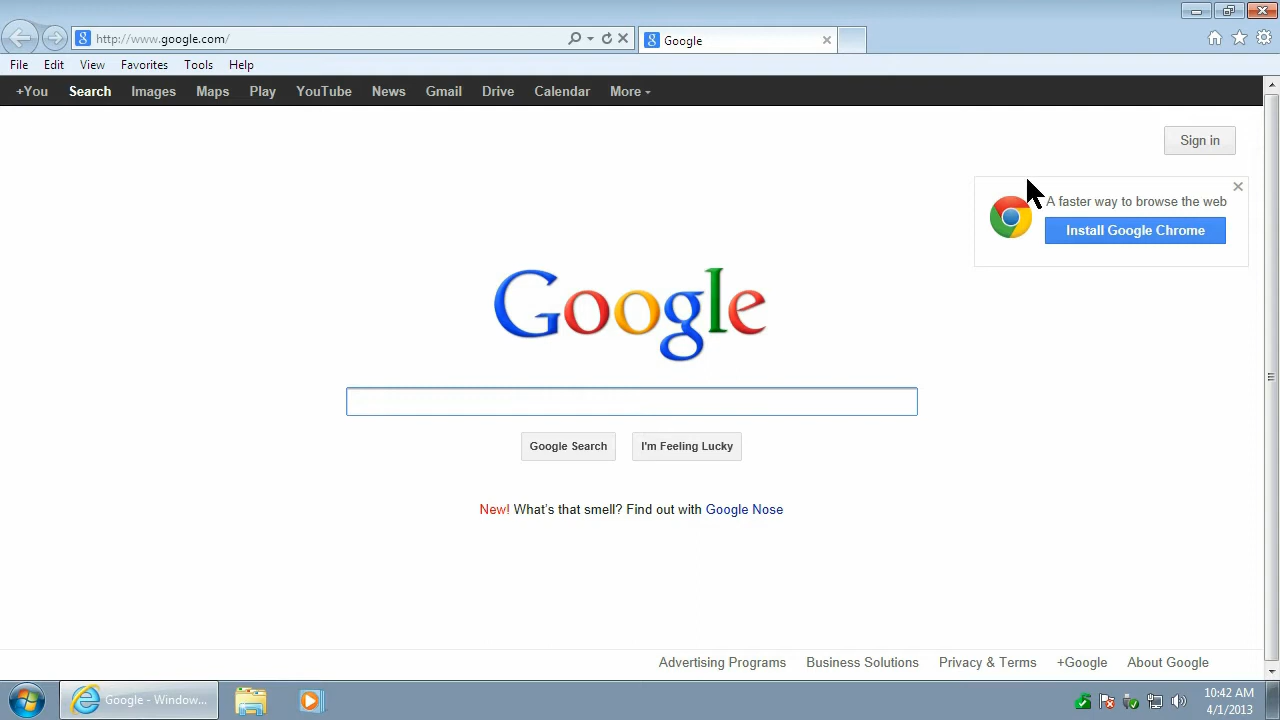 http://www.google.com/
Google
File Edit View Favorites Tools Help
+You Search Images Maps Play YouTube News Gmail Drive Calendar More
Sign in
A faster way to browse the web
Install Google Chrome
Google
Google Search I'm Feeling Lucky
New! What's that smell? Find out with Google Nose
Advertising Programs Business Solutions Privacy & Terms +Google About Google
Google - Window...
10:42 AM
4/1/2013